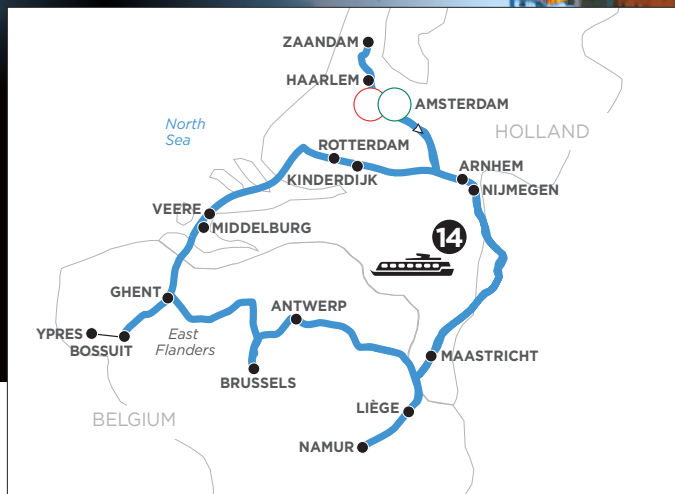 ZAANDAM
HAARLEM
AMSTERDAM
North
Sea
HOLLAND
ROTTERDAM
ARNHEM
KINDERDIJK
NIJMEGEN
VEERE
MIDDELBURG
14
GHENT
ANTWERP
YPRES
East
Flanders
BOSSUIT
MAASTRICHT
BRUSSELS
LIÈGE
BELGIUM
NAMUR